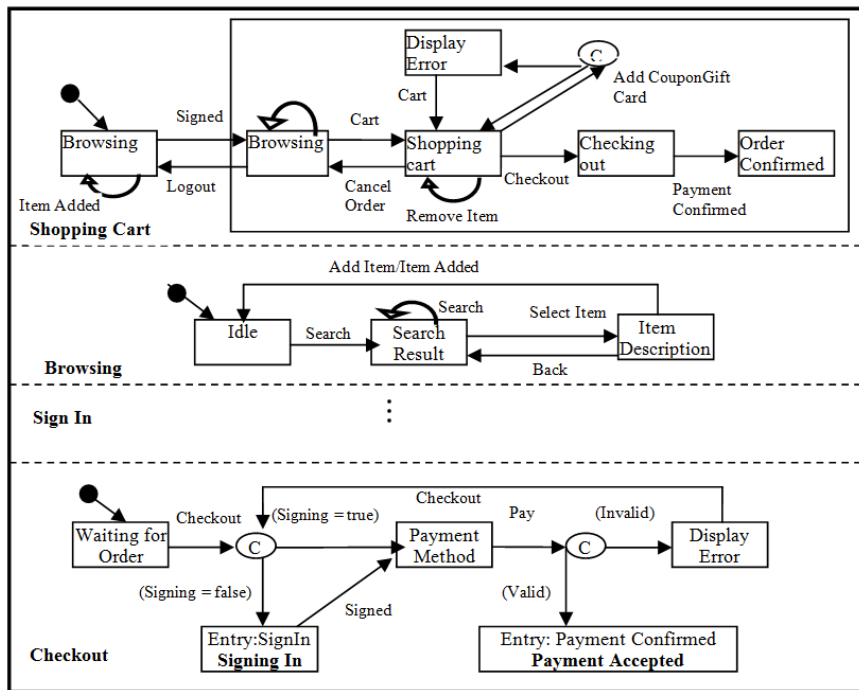 Display
Error
C
Add CouponGift
Card
Signed
Cart
Cart
Browsing
Browsing
Shopping
cart
Checking
out
Order
Confirmed
Logout
Cancel
Order
Checkout
Payment
Confirmed
Item Added
Remove Item
Shopping Cart
Add Item/Item Added
Idle
Search
Search
Search
Result
Select Item
Item
Description
Back
Browsing
Sign In
Checkout
Waiting for
Order
Checkout
C
(Signing = true)
Payment
Method
Pay
C
(Invalid)
Display
Error
(Signing = false)
Signed
(Valid)
Entry:SignIn
Signing In
Entry: Payment Confirmed
Payment Accepted
Checkout